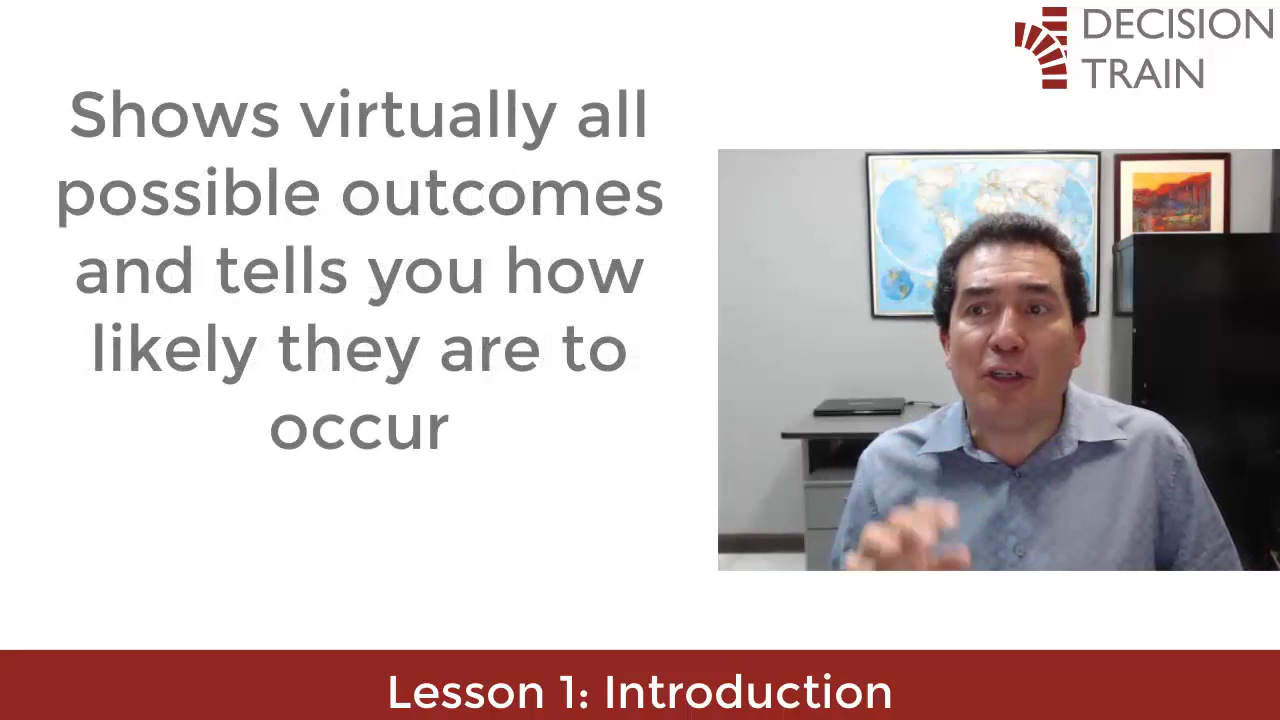 DECISION
TRAIN
Shows virtually all
possible outcomes
and tells you how
likely they are to
occur
Lesson 1: Introduction